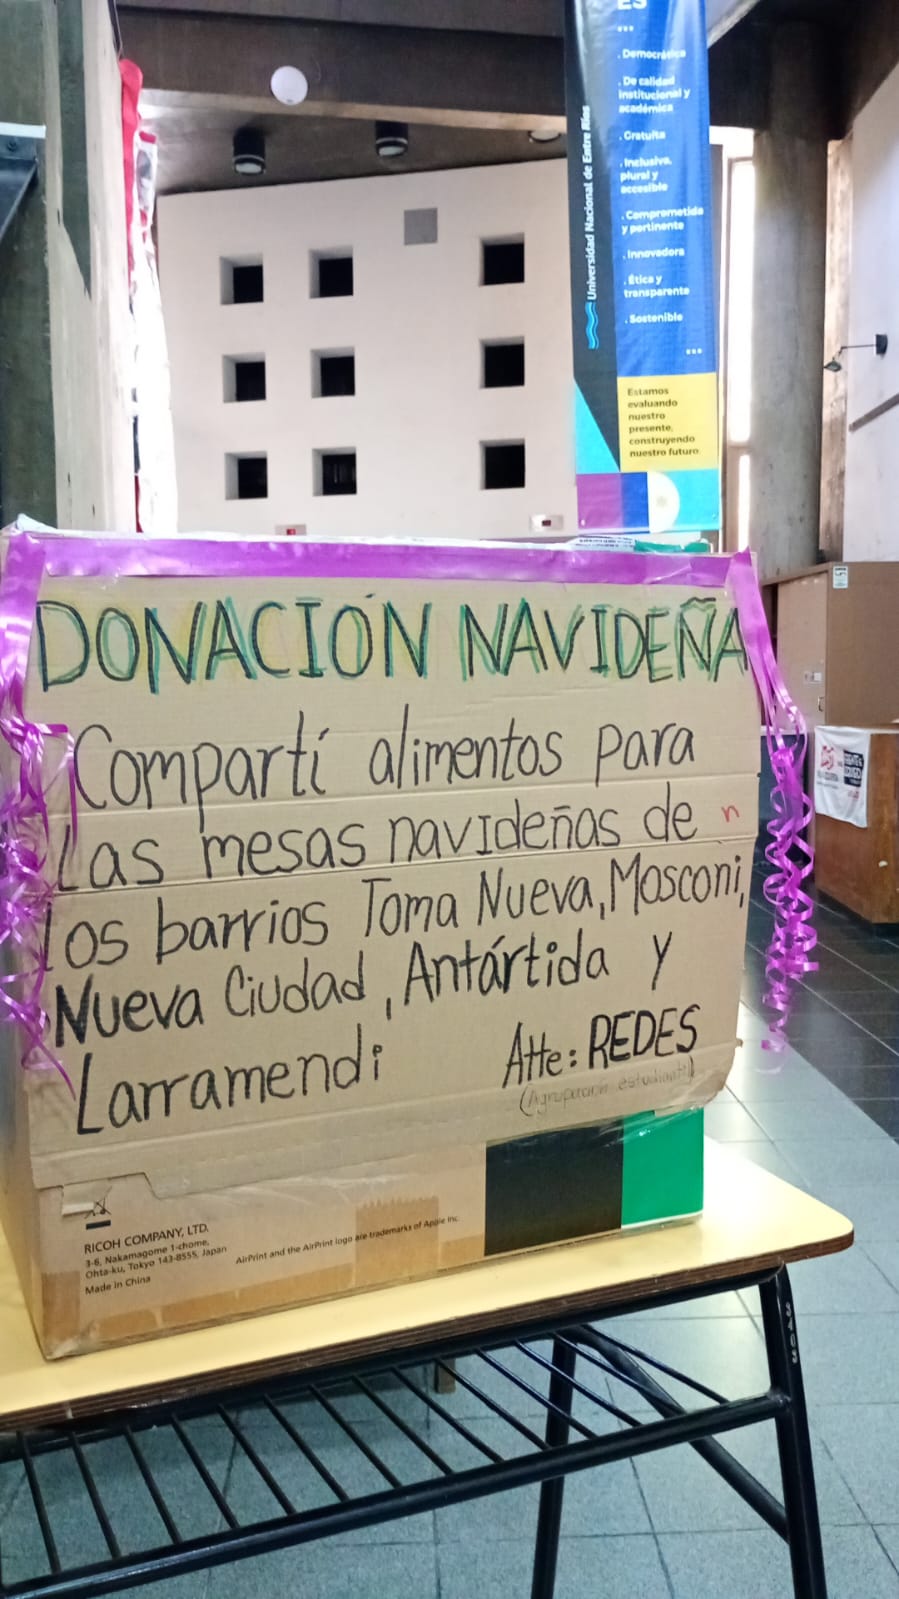 ES
. Democrática
. De calidad
institucional y
académica
. Gratuita
. Inclusiva,
plural y
accesible
. Comprometida
y pertinente
. Innovadora
. Ética y
transparente
. Sostenible
Universidad Nacional de Entre Ríos
Estamos
evaluando
nuestro
presente,
construyendo
nuestro futuro
DONACIÓN NAVIDEÑA
Compartí alimentos para
Las mesas navideñas de n
los barrios Toma Nueva, Mosconi,
Nueva Ciudad, Antártida y
Larramendi
Atte: REDES
(Agrupación estudiantil)
RICOH COMPANY, LTD.
3-6, Nakamagome 1-chome,
Ohta-ku, Tokyo 143-8555, Japan
Made in China
AirPrint and the AirPrint logo are trademarks of Apple Inc.